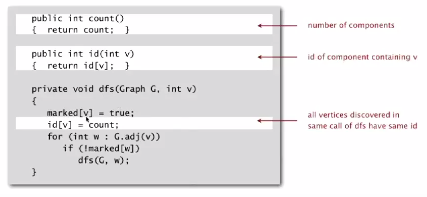 public int count()
{  return count;  }
number of components
public int id(int v)
{  return id[v];  }
id of component containing v
private void dfs(Graph G, int v)
{
marked[v] = true;
id[v] = count;
all vertices discovered in
same call of dfs have same id
for (int w : G.adj(v))
if (!marked[w])
dfs(G, w);
}